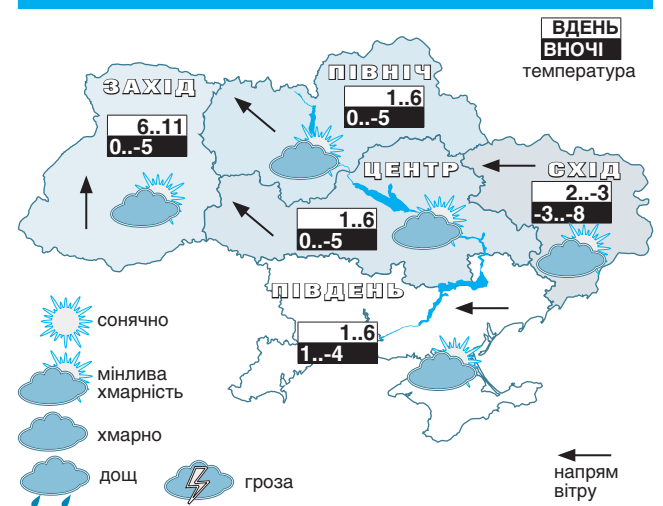 ВДЕНЬ
ВНОЧІ
температура
ПІВНІЧ
1..6
0..-5
ЗАХІД
6..11
0..-5
ЦЕНТР
1..6
0..-5
СХІД
2..-3
-3..-8
ПІВДЕНЬ
1..6
1..-4
сонячно
мінлива
хмарність
хмарно
дощ
гроза
напрям
вітру